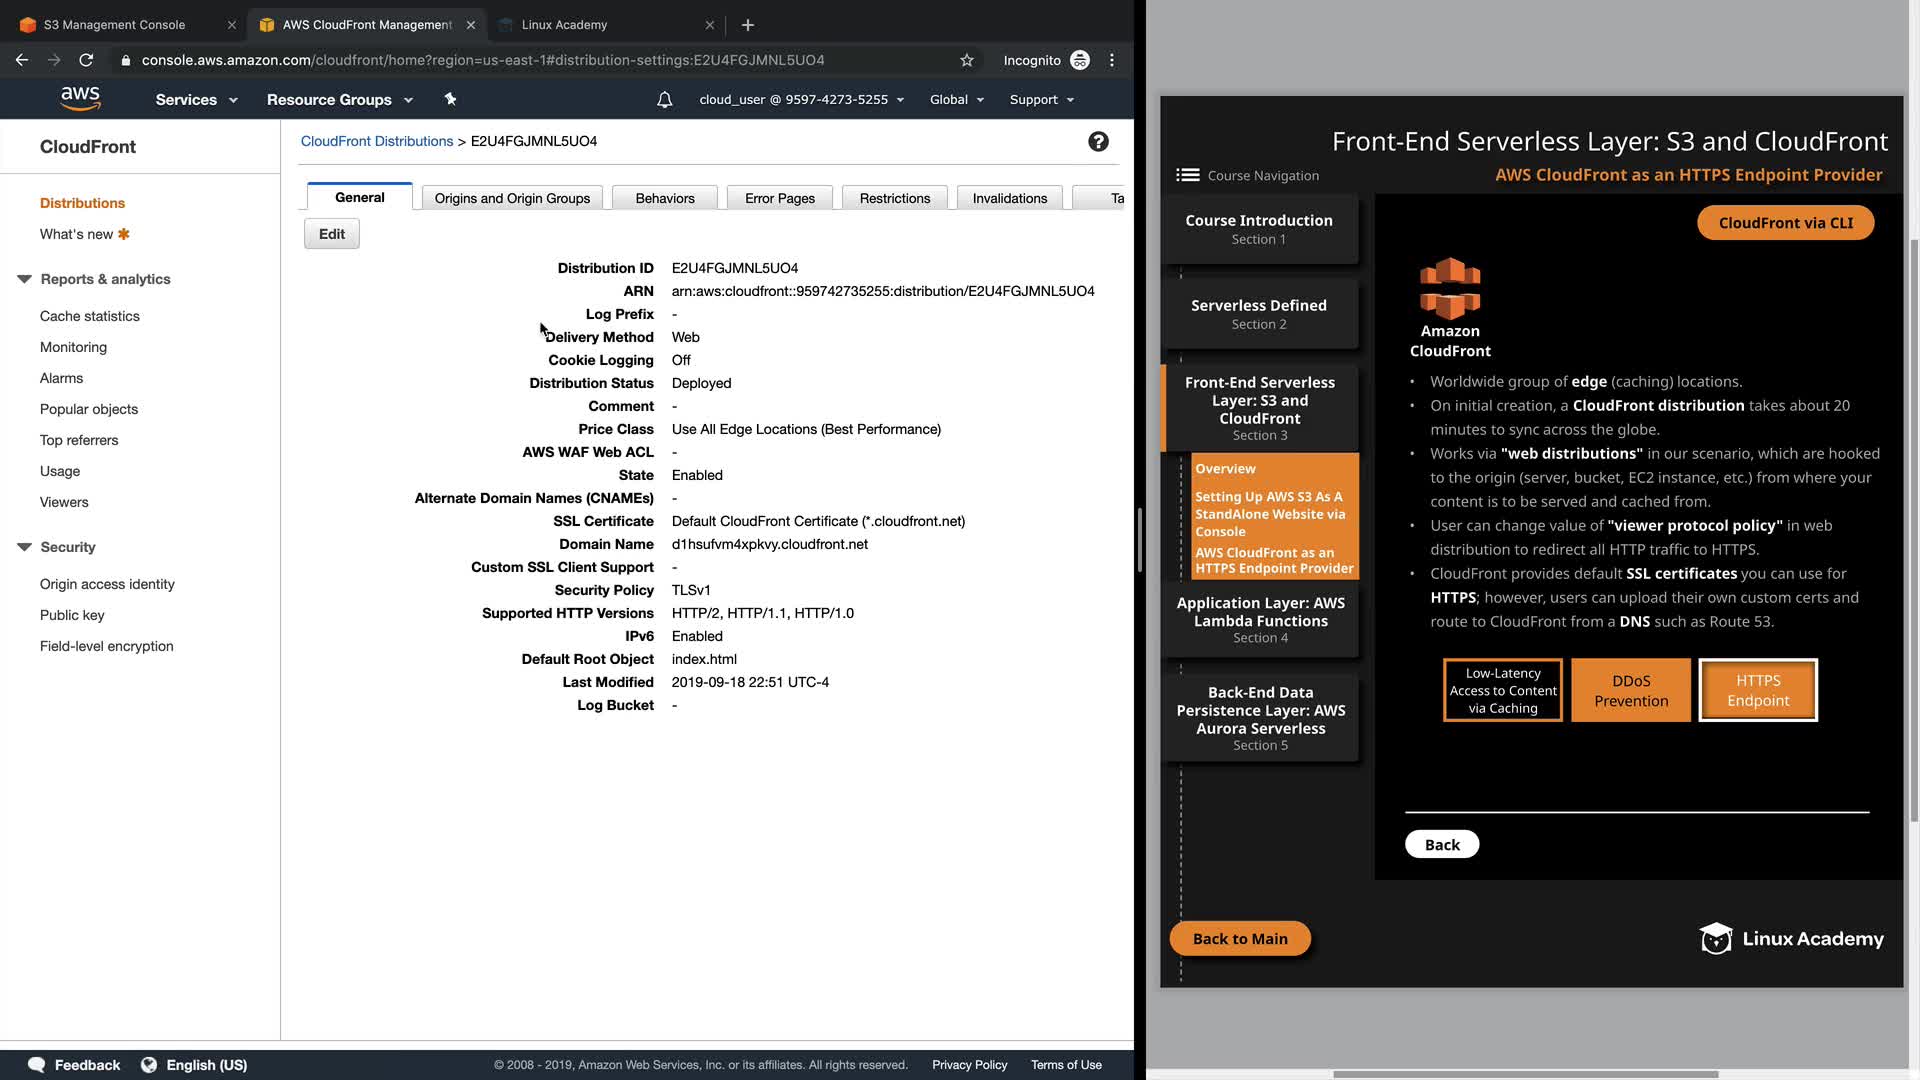 S3 Management Console
AWS CloudFront Management
Linux Academy
console.aws.amazon.com/cloudfront/home?region=us-east-1#distribution-settings:E2U4FGJMNL5UO4
Incognito
aws
Services
Resource Groups
cloud_user @ 9597-4273-5255
Global
Support
CloudFront
Distributions
What's new
Reports & analytics
Cache statistics
Monitoring
Alarms
Popular objects
Top referrers
Usage
Viewers
Security
Origin access identity
Public key
Field-level encryption
CloudFront Distributions > E2U4FGJMNL5UO4
General
Origins and Origin Groups
Behaviors
Error Pages
Restrictions
Invalidations
Ta
Edit
Distribution ID E2U4FGJMNL5UO4
ARN arn:aws:cloudfront::959742735255:distribution/E2U4FGJMNL5UO4
Log Prefix -
Delivery Method Web
Cookie Logging Off
Distribution Status Deployed
Comment -
Price Class Use All Edge Locations (Best Performance)
AWS WAF Web ACL -
State Enabled
Alternate Domain Names (CNAMEs) -
SSL Certificate Default CloudFront Certificate (*.cloudfront.net)
Domain Name d1hsufvm4xpkvy.cloudfront.net
Custom SSL Client Support -
Security Policy TLSv1
Supported HTTP Versions HTTP/2, HTTP/1.1, HTTP/1.0
IPv6 Enabled
Default Root Object index.html
Last Modified 2019-09-18 22:51 UTC-4
Log Bucket -
Feedback
English (US)
© 2008 - 2019, Amazon Web Services, Inc. or its affiliates. All rights reserved.
Privacy Policy
Terms of Use
Front-End Serverless Layer: S3 and CloudFront
Course Navigation
AWS CloudFront as an HTTPS Endpoint Provider
Course Introduction
Section 1
Serverless Defined
Section 2
Front-End Serverless
Layer: S3 and
CloudFront
Section 3
Overview
Setting Up AWS S3 As A
StandAlone Website via
Console
AWS CloudFront as an
HTTPS Endpoint Provider
Application Layer: AWS
Lambda Functions
Section 4
Back-End Data
Persistence Layer: AWS
Aurora Serverless
Section 5
Back to Main
CloudFront via CLI
Amazon
CloudFront
• Worldwide group of edge (caching) locations.
• On initial creation, a CloudFront distribution takes about 20
minutes to sync across the globe.
• Works via "web distributions" in our scenario, which are hooked
to the origin (server, bucket, EC2 instance, etc.) from where your
content is to be served and cached from.
• User can change value of "viewer protocol policy" in web
distribution to redirect all HTTP traffic to HTTPS.
• CloudFront provides default SSL certificates you can use for
HTTPS; however, users can upload their own custom certs and
route to CloudFront from a DNS such as Route 53.
Low-Latency
Access to Content
via Caching
DDoS
Prevention
HTTPS
Endpoint
Back
Linux Academy